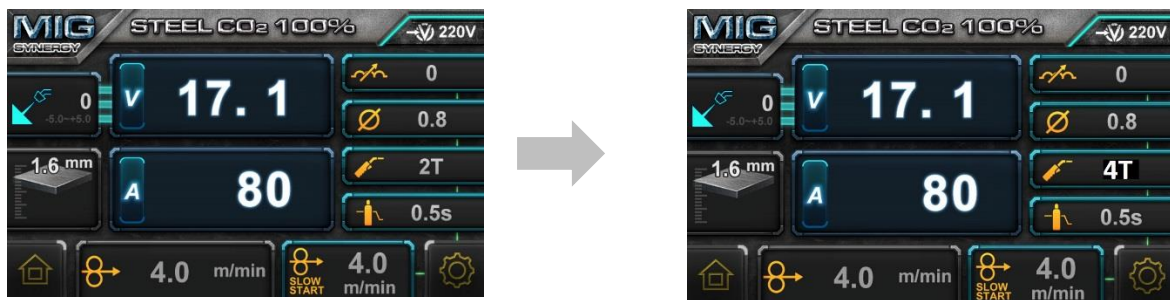 MIG STEEL CO₂ 100% 220V
SYNERGY
V 17. 1
0
0
-5.0~+5.0
0.8
1.6 mm
A 80
2T
0.5s
4.0 m/min
SLOW START
4.0 m/min
MIG STEEL CO₂ 100% 220V
SYNERGY
V 17. 1
0
0
-5.0~+5.0
0.8
1.6 mm
A 80
4T
0.5s
4.0 m/min
SLOW START
4.0 m/min